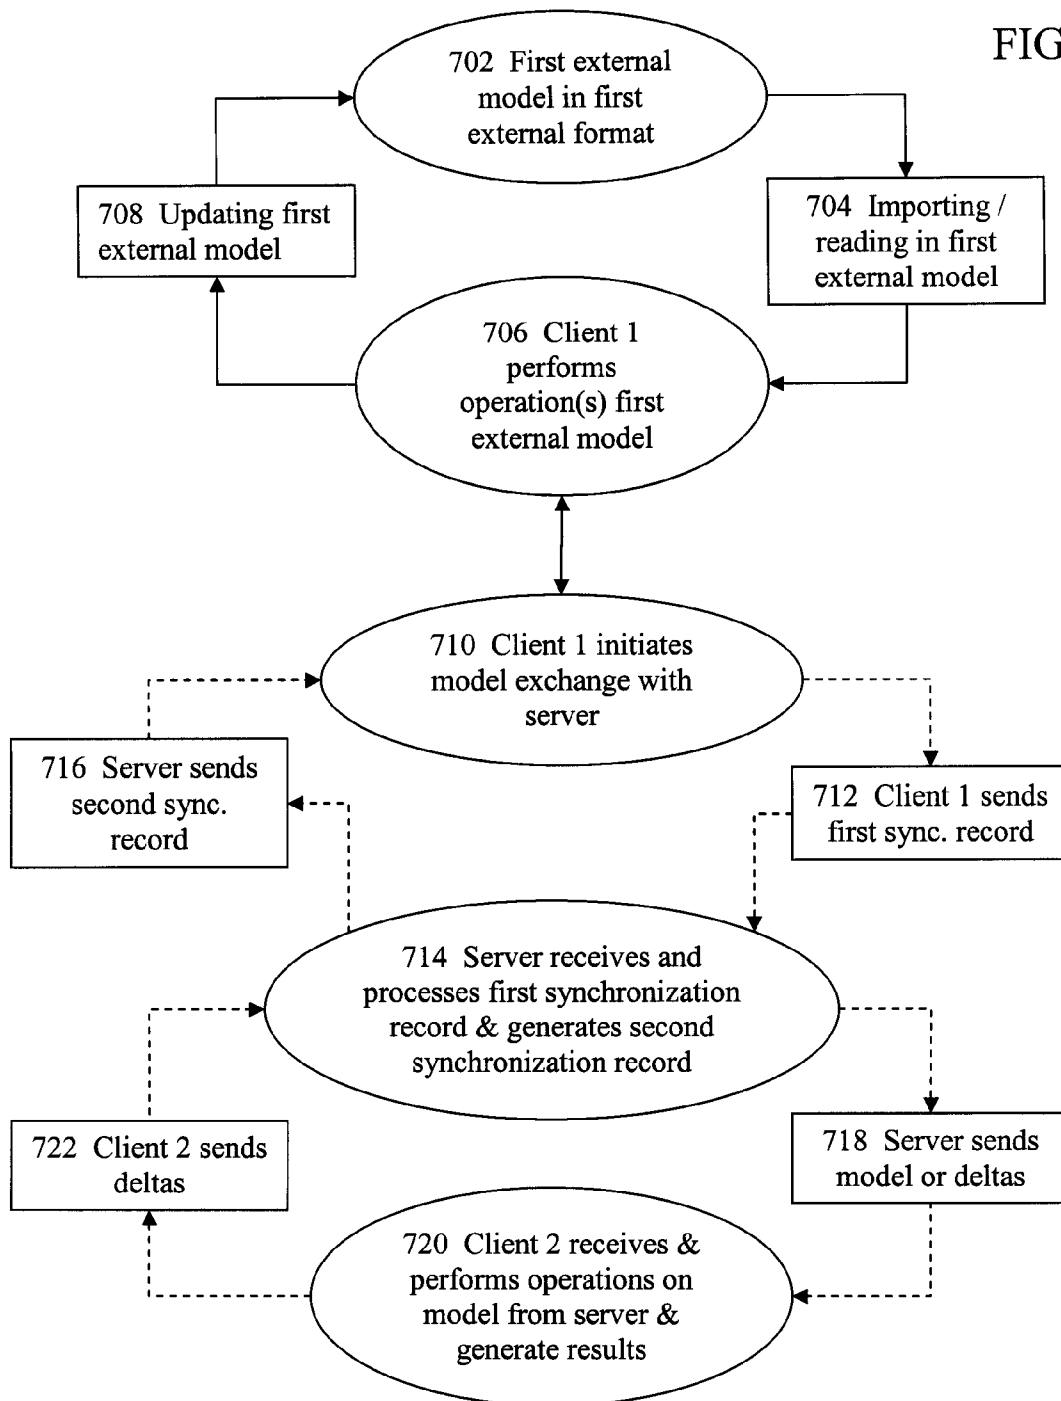 FIG
702 First external
model in first
external format
708 Updating first
external model
704 Importing /
reading in first
external model
706 Client 1
performs
operation(s) first
external model
710 Client 1 initiates
model exchange with
server
716 Server sends
second sync.
record
712 Client 1 sends
first sync. record
714 Server receives and
processes first synchronization
record & generates second
synchronization record
722 Client 2 sends
deltas
718 Server sends
model or deltas
720 Client 2 receives &
performs operations on
model from server &
generate results